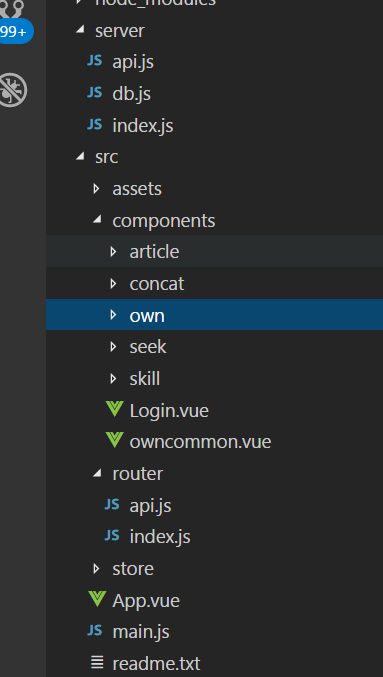 node_modules
99+
server
JS api.js
JS db.js
JS index.js
src
assets
components
article
concat
own
seek
skill
Login.vue
owncommon.vue
router
JS api.js
JS index.js
store
App.vue
JS main.js
readme.txt